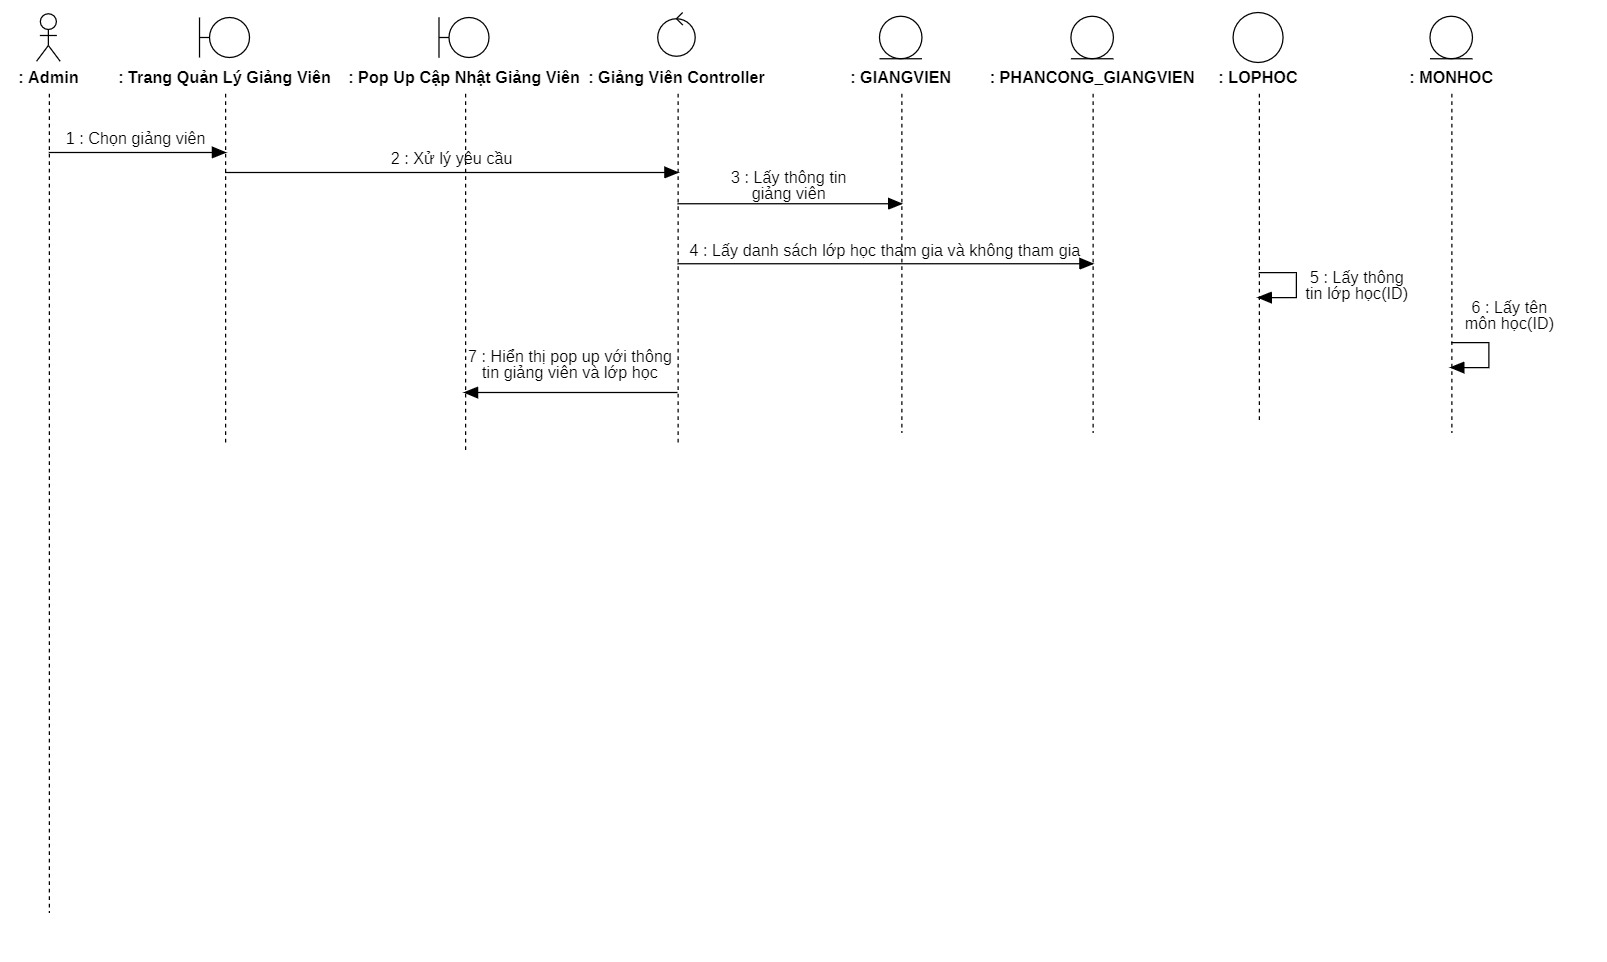 : Admin
: Trang Quản Lý Giảng Viên
: Pop Up Cập Nhật Giảng Viên
: Giảng Viên Controller
: GIANGVIEN
: PHANCONG_GIANGVIEN
: LOPHOC
: MONHOC
1 : Chọn giảng viên
2 : Xử lý yêu cầu
3 : Lấy thông tin
giảng viên
4 : Lấy danh sách lớp học tham gia và không tham gia
5 : Lấy thông
tin lớp học(ID)
6 : Lấy tên
môn học(ID)
7 : Hiển thị pop up với thông
tin giảng viên và lớp học